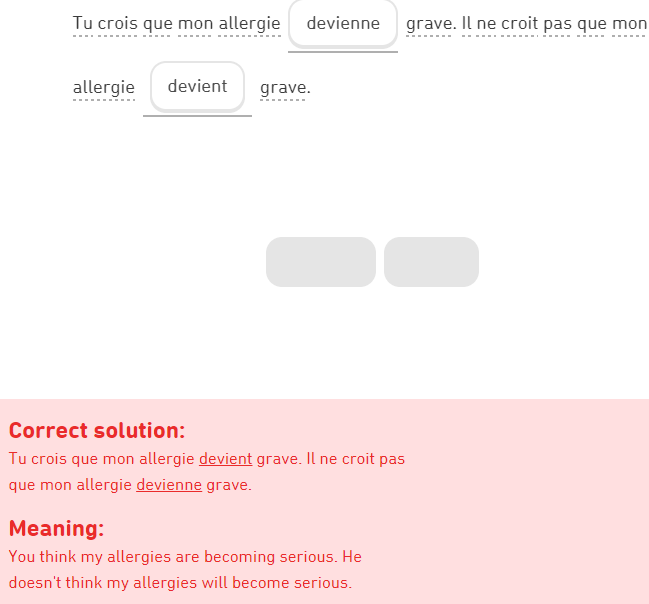 Tu crois que mon allergie devienne grave. Il ne croit pas que mon
allergie devient grave.
Correct solution:
Tu crois que mon allergie devient grave. Il ne croit pas
que mon allergie devienne grave.
Meaning:
You think my allergies are becoming serious. He
doesn't think my allergies will become serious.